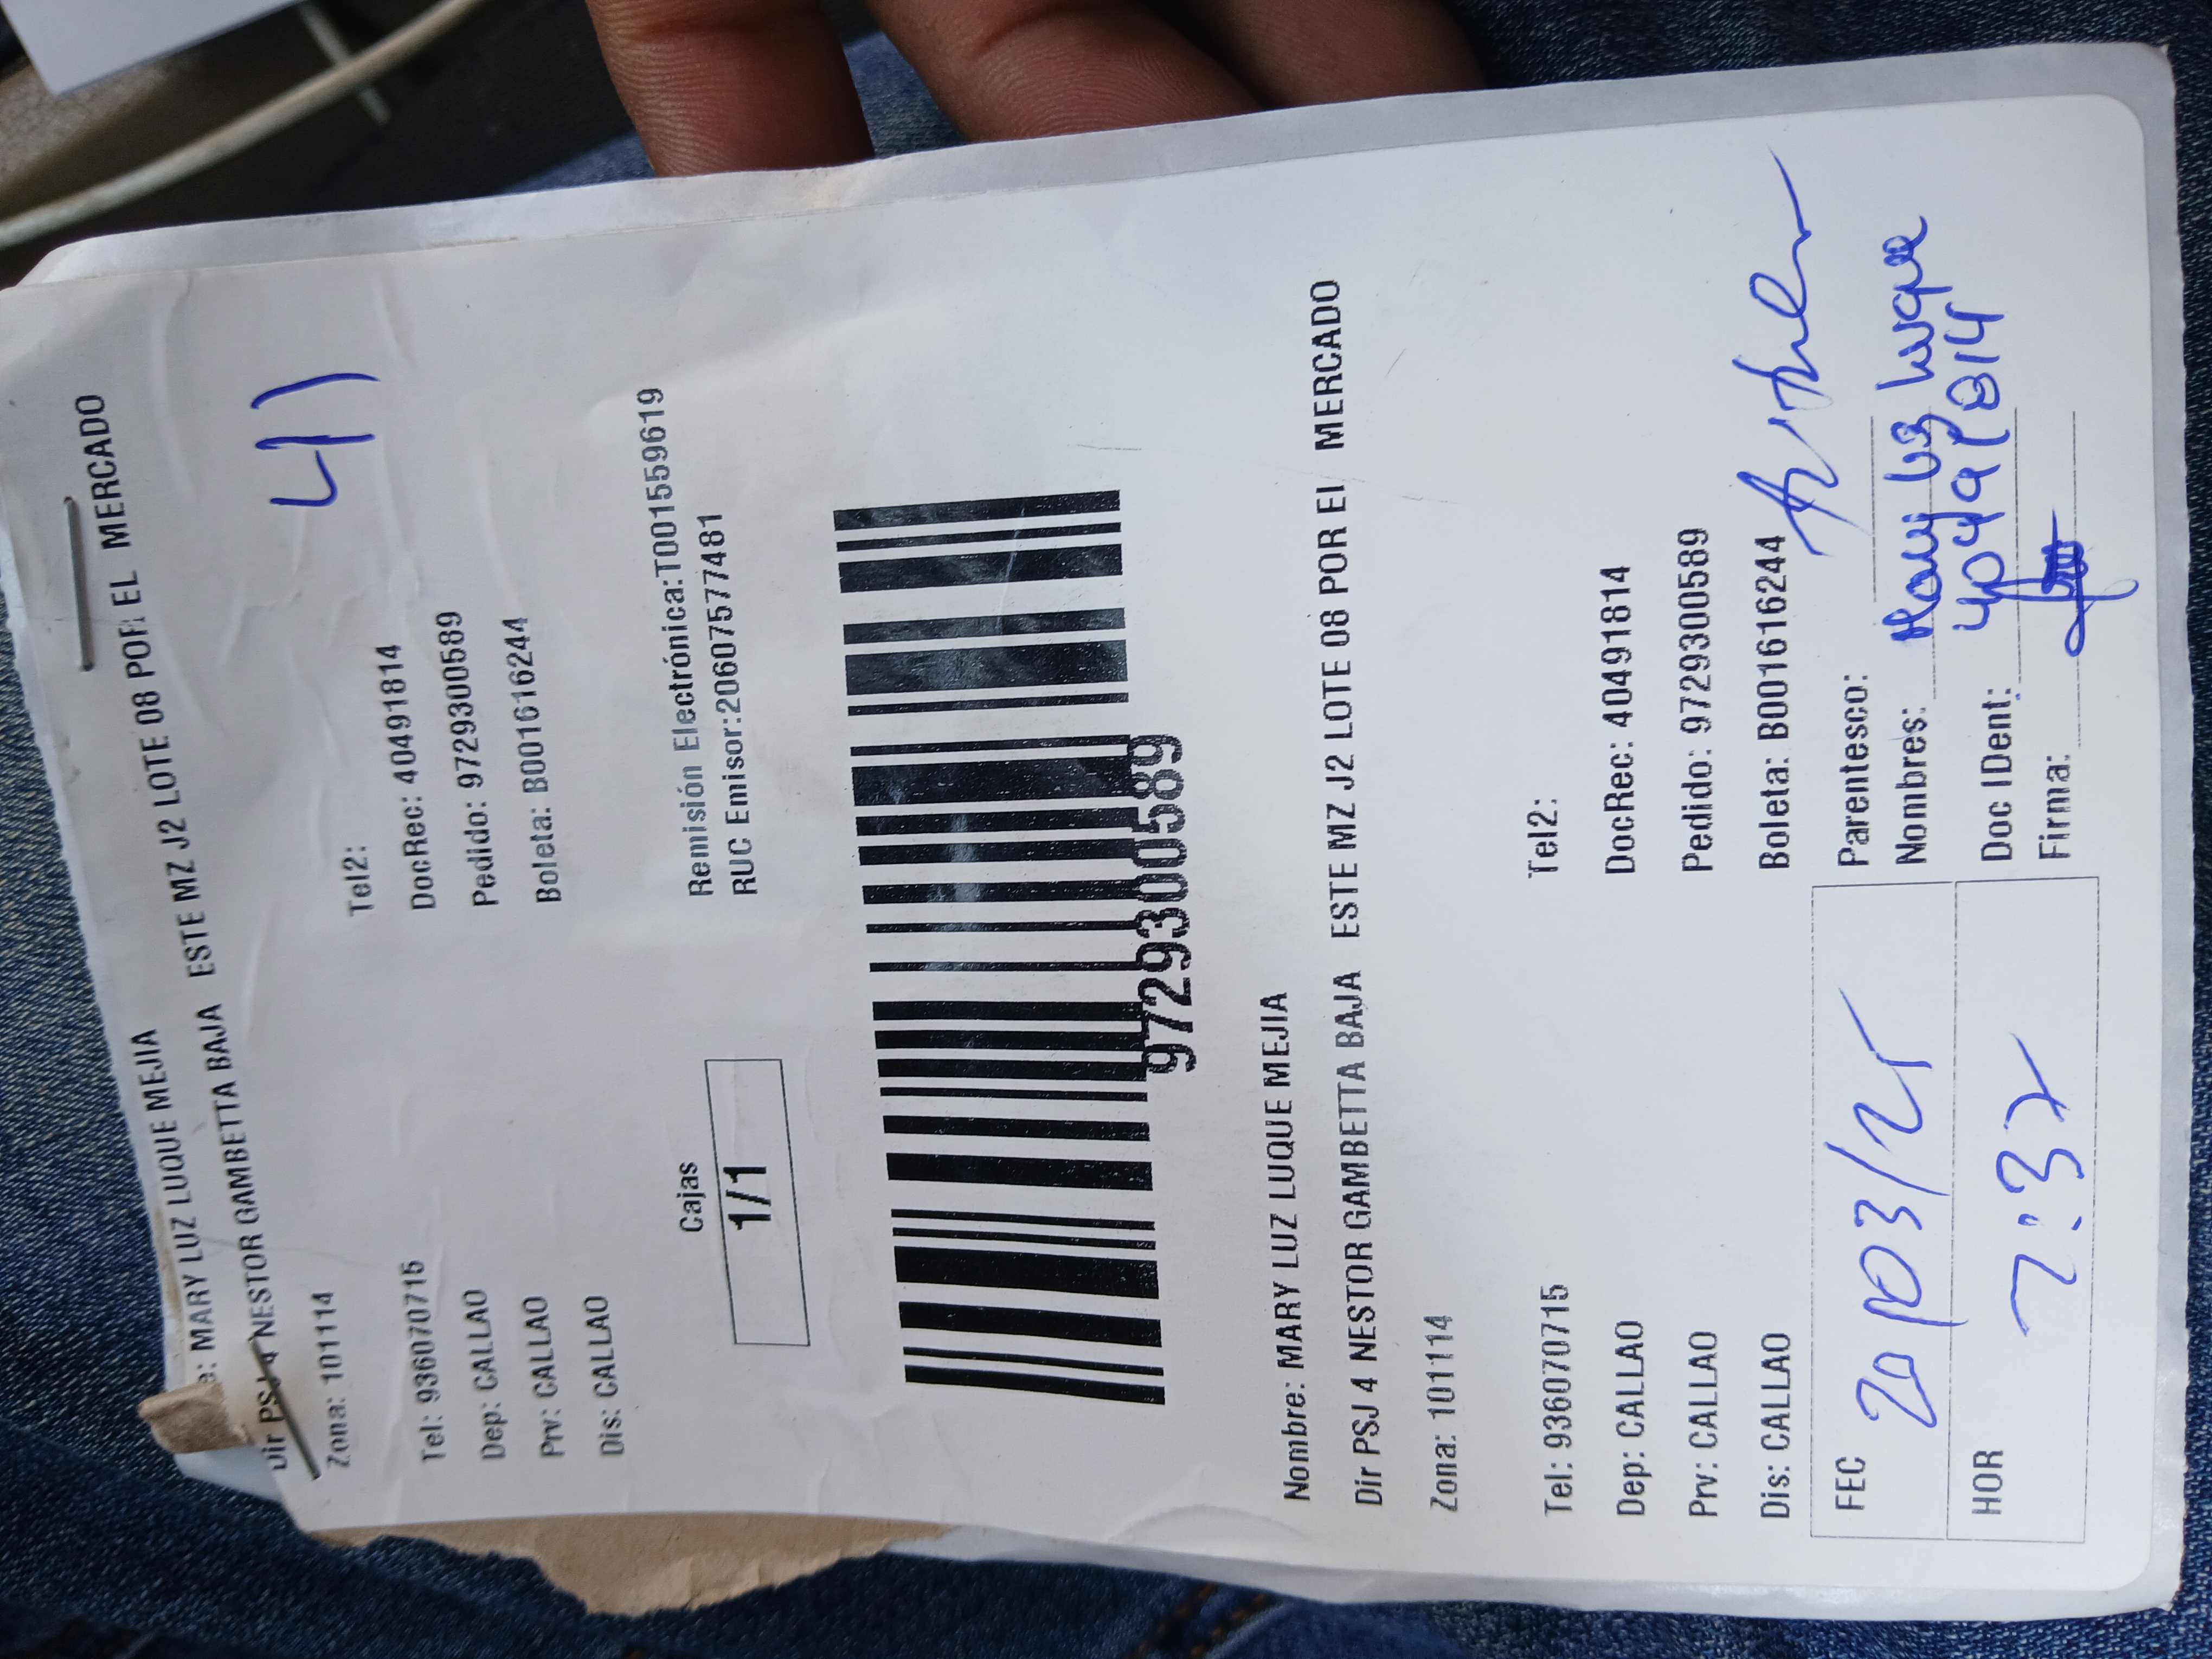 e: MARY LUZ LUQUE MEJIA
Dir PSJ 4 NESTOR GAMBETTA BAJA ESTE MZ J2 LOTE 08 POR EL MERCADO
Zona: 101114
41
Tel2:
Tel: 936070715 DocRec: 40491814
Dep: CALLAO Pedido: 9729300589
Prv: CALLAO Boleta: B001616244
Dis: CALLAO
Cajas Remisión Electrónica:T001559619
1/1 RUC Emisor:20607577481
9729300589
Nombre: MARY LUZ LUQUE MEJIA
Dir PSJ 4 NESTOR GAMBETTA BAJA ESTE MZ J2 LOTE 08 POR El MERCADO
Zona: 101114
Tel: 936070715 Tel2:
Dep: CALLAO DocRec: 40491814
Prv: CALLAO Pedido: 9729300589
Dis: CALLAO Boleta: B001616244
FEC 20/03/25 Parentesco:
Nombres: Mary luz luque
HOR 7:32 Doc IDent: 40491814
Firma: